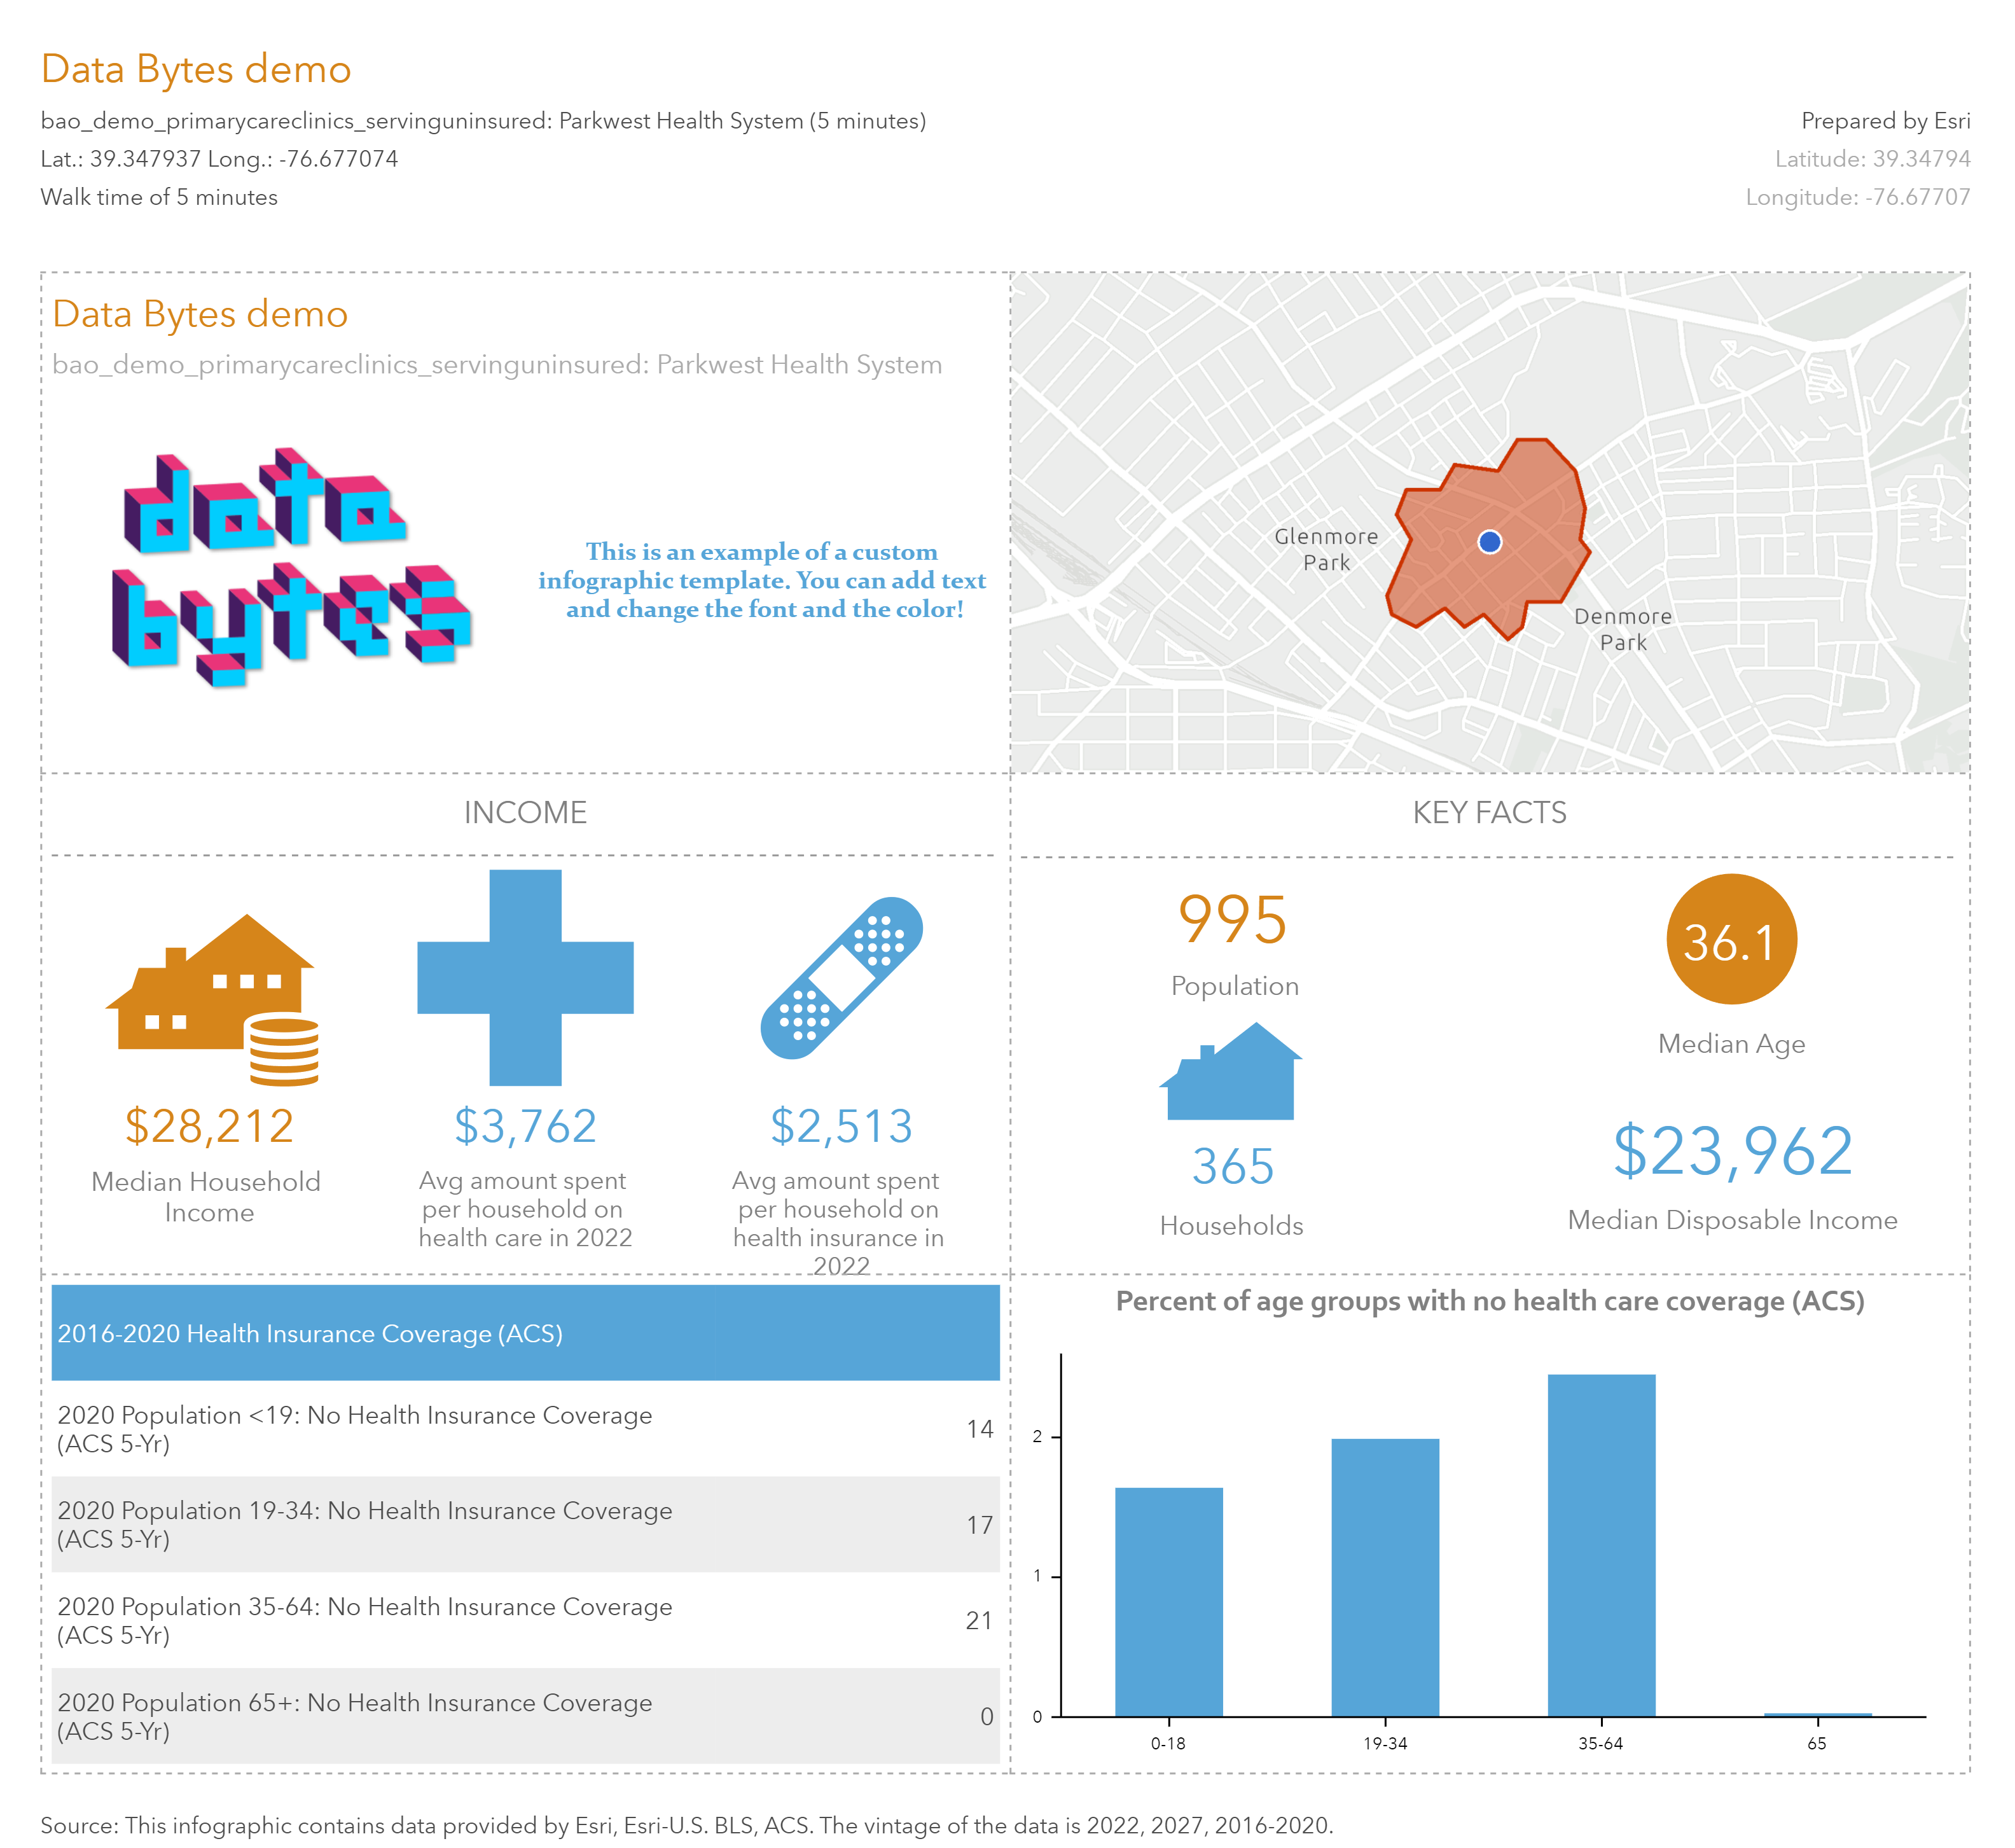 Data Bytes demo
bao_demo_primarycareclinics_servinguninsured: Parkwest Health System (5 minutes)
Prepared by Esri
Lat.: 39.347937 Long.: -76.677074
Latitude: 39.34794
Walk time of 5 minutes
Longitude: -76.67707
Data Bytes demo
bao_demo_primarycareclinics_servinguninsured: Parkwest Health System
data
bytes
This is an example of a custom
infographic template. You can add text
and change the font and the color!
Glenmore
Park
Denmore
Park
INCOME
$28,212
Median Household
Income
$3,762
Avg amount spent
per household on
health care in 2022
$2,513
Avg amount spent
per household on
health insurance in
2022
KEY FACTS
995
Population
36.1
Median Age
365
Households
$23,962
Median Disposable Income
2016-2020 Health Insurance Coverage (ACS)
2020 Population <19: No Health Insurance Coverage
(ACS 5-Yr)
14
2020 Population 19-34: No Health Insurance Coverage
(ACS 5-Yr)
17
2020 Population 35-64: No Health Insurance Coverage
(ACS 5-Yr)
21
2020 Population 65+: No Health Insurance Coverage
(ACS 5-Yr)
0
Percent of age groups with no health care coverage (ACS)
2
1
0
0-18
19-34
35-64
65
Source: This infographic contains data provided by Esri, Esri-U.S. BLS, ACS. The vintage of the data is 2022, 2027, 2016-2020.